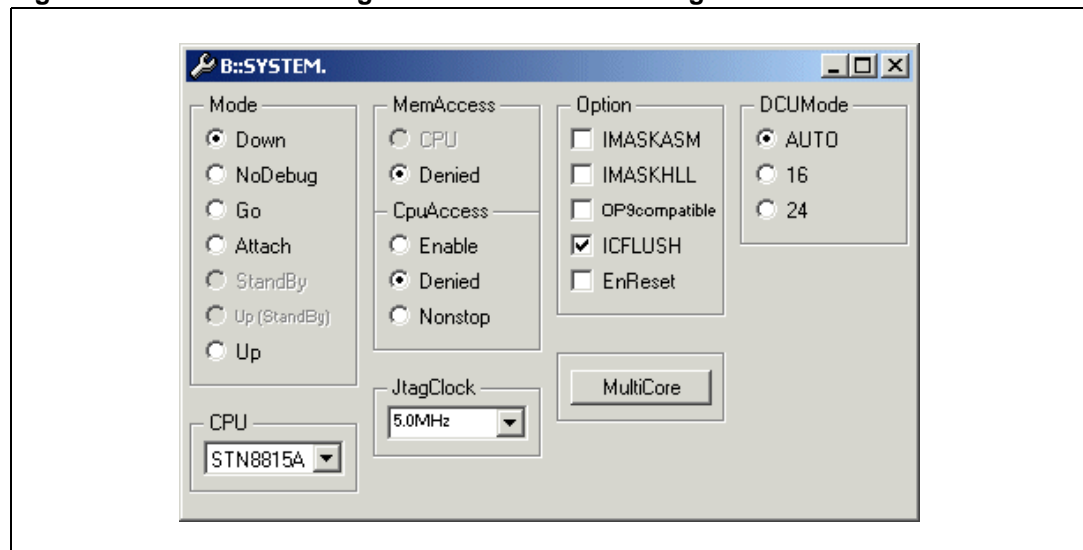 B::SYSTEM.
Mode
Down
NoDebug
Go
Attach
StandBy
Up (StandBy)
Up
CPU
STN8815A
MemAccess
CPU
Denied
CpuAccess
Enable
Denied
Nonstop
JtagClock
5.0MHz
Option
IMASKASM
IMASKHLL
OP9compatible
ICFLUSH
EnReset
MultiCore
DCUMode
AUTO
16
24